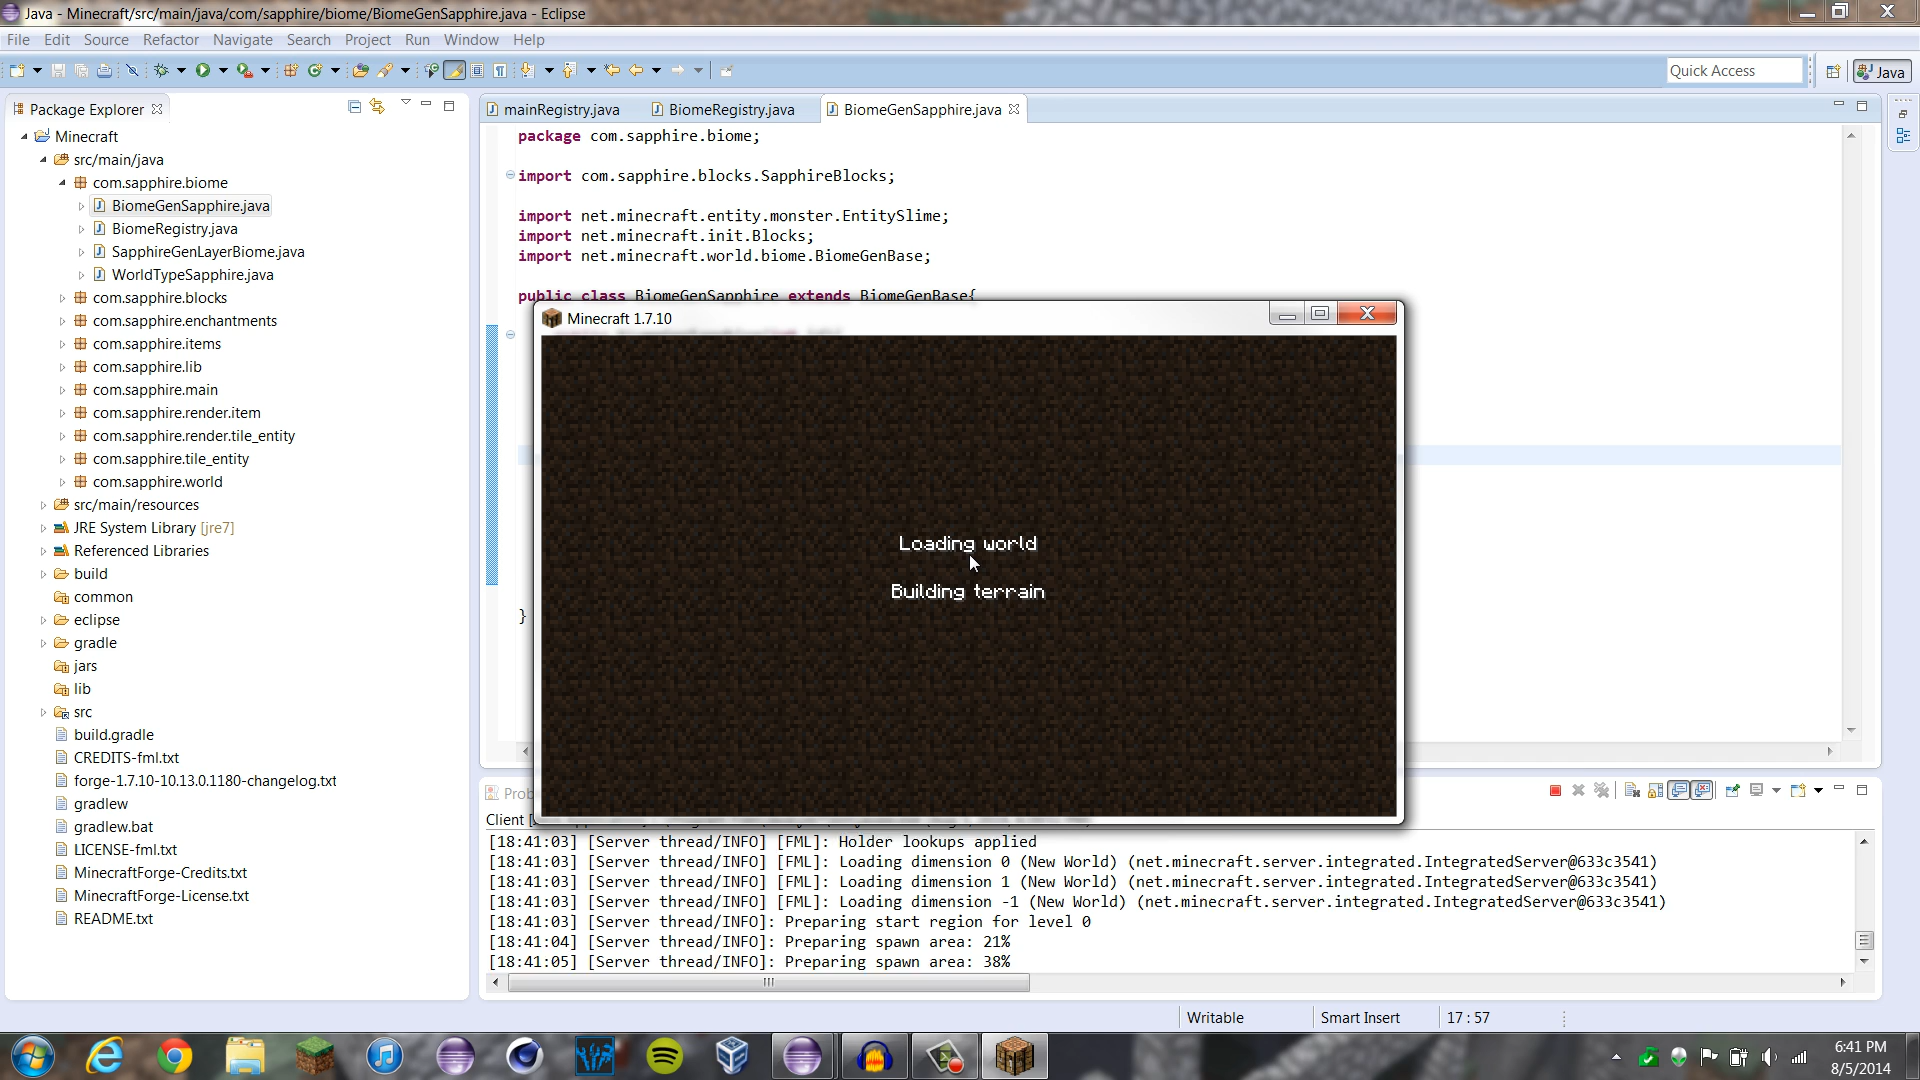 Java - Minecraft/src/main/java/com/sapphire/biome/BiomeGenSapphire.java - Eclipse
File Edit Source Refactor Navigate Search Project Run Window Help
Quick Access
Java
Package Explorer
Minecraft
src/main/java
com.sapphire.biome
BiomeGenSapphire.java
BiomeRegistry.java
SapphireGenLayerBiome.java
WorldTypeSapphire.java
com.sapphire.blocks
com.sapphire.enchantments
com.sapphire.items
com.sapphire.lib
com.sapphire.main
com.sapphire.render.item
com.sapphire.render.tile_entity
com.sapphire.tile_entity
com.sapphire.world
src/main/resources
JRE System Library [jre7]
Referenced Libraries
build
common
eclipse
gradle
jars
lib
src
build.gradle
CREDITS-fml.txt
forge-1.7.10-10.13.0.1180-changelog.txt
gradlew
gradlew.bat
LICENSE-fml.txt
MinecraftForge-Credits.txt
MinecraftForge-License.txt
README.txt
mainRegistry.java BiomeRegistry.java BiomeGenSapphire.java
package com.sapphire.biome;
import com.sapphire.blocks.SapphireBlocks;
import net.minecraft.entity.monster.EntitySlime;
import net.minecraft.init.Blocks;
import net.minecraft.world.biome.BiomeGenBase;
public class BiomeGenSapphire extends BiomeGenBase{
}
Minecraft 1.7.10
Loading world
Building terrain
Client
[18:41:03] [Server thread/INFO] [FML]: Holder lookups applied
[18:41:03] [Server thread/INFO] [FML]: Loading dimension 0 (New World) (net.minecraft.server.integrated.IntegratedServer@633c3541)
[18:41:03] [Server thread/INFO] [FML]: Loading dimension 1 (New World) (net.minecraft.server.integrated.IntegratedServer@633c3541)
[18:41:03] [Server thread/INFO] [FML]: Loading dimension -1 (New World) (net.minecraft.server.integrated.IntegratedServer@633c3541)
[18:41:03] [Server thread/INFO]: Preparing start region for level 0
[18:41:04] [Server thread/INFO]: Preparing spawn area: 21%
[18:41:05] [Server thread/INFO]: Preparing spawn area: 38%
Writable Smart Insert 17 : 57
6:41 PM
8/5/2014